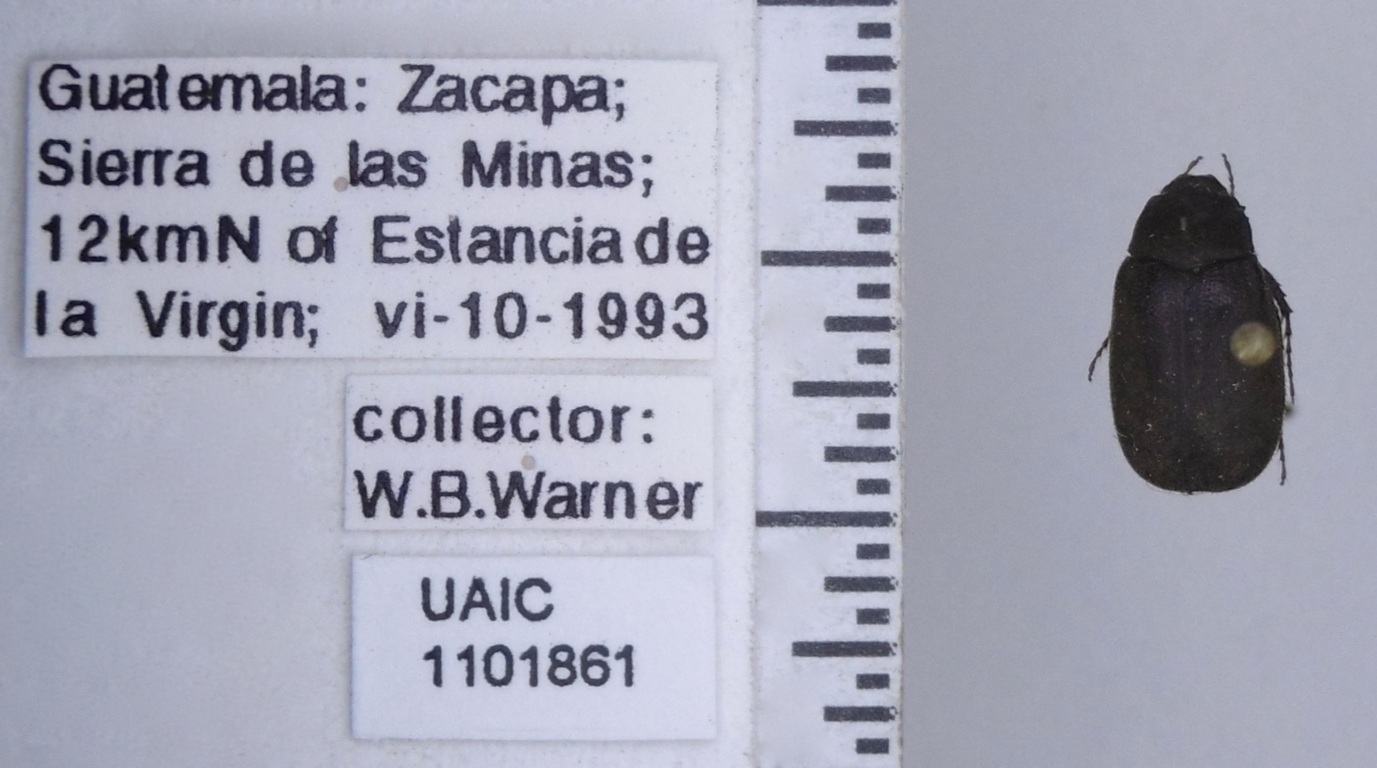 Guatemala: Zacapa;
Sierra de las Minas;
12kmN of Estancia de
la Virgin; vi-10-1993
collector:
W.B.Warner
UAIC
1101861